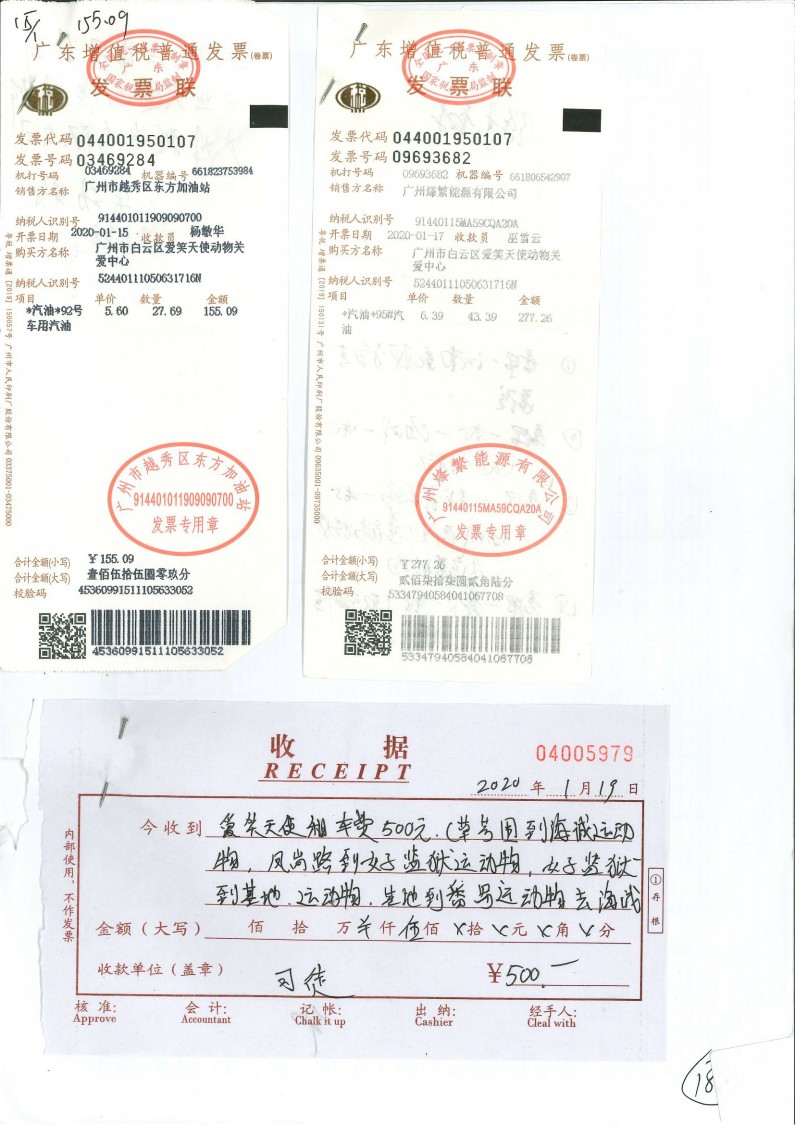 15/1 155.09
广东增值税普通发票(卷票)
发票联
发票代码 044001950107
发票号码 03469284
机打号码 03469284 机器编号 661823753984
销售方名称 广州市越秀区东方加油站
纳税人识别号 914401011909090700
开票日期 2020-01-15 收款员 杨敏华
购买方名称 广州市白云区爱笑天使动物关
爱中心
纳税人识别号 52440111050631716N
项目 单价 数量 金额
*汽油*92号 5.60 27.69 155.09
车用汽油
广州市越秀区东方加油站
914401011909090700
发票专用章
合计金额(小写) ¥155.09
合计金额(大写) 壹佰伍拾伍圆零玖分
校验码 45360991511105633052
45360991511105633052
广东增值税普通发票(卷票)
发票联
发票代码 044001950107
发票号码 09693682
机打号码 09693682 机器编号 661806542907
销售方名称 广州烽繁能源有限公司
纳税人识别号 91440115MA59CQA20A
开票日期 2020-01-17 收款员 巫雪云
购买方名称 广州市白云区爱笑天使动物关
爱中心
纳税人识别号 52440111050631716N
项目 单价 数量 金额
*汽油*95#汽 6.39 43.39 277.26
油
广州烽繁能源有限公司
91440115MA59CQA20A
发票专用章
合计金额(小写) ¥277.26
合计金额(大写) 贰佰柒拾柒圆贰角陆分
校验码 53347940584041067708
53347940584041067708
收据
RECEIPT
04005979
2020 年 1 月 19 日
今收到 爱笑天使租车费500元.(草芳围到海诚运动
物，凤岗路到女子监狱运动物，女子监狱
到基地.运动物.基地到番禺运动物去海诚
金额（大写） 佰 拾 万 仟 伍佰 拾 元 角 分
收款单位（盖章） 司徒 ¥500.—
核准: 会计: 记帐: 出纳: 经手人:
Approve Accountant Chalk it up Cashier Cleal with
内部使用，不作发票
①存根
18